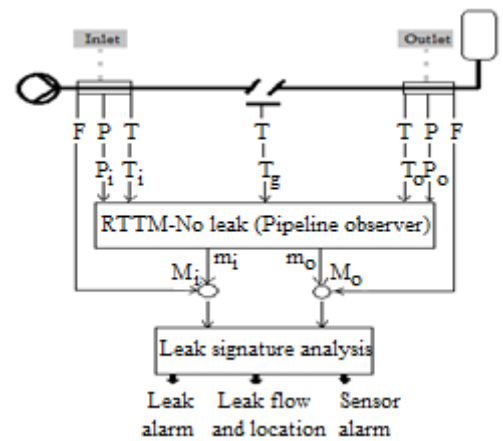 Inlet Outlet
F P T T T P F
Pi Ti Tg To Po
RTTM-No leak (Pipeline observer)
Mi mi mo Mo
Leak signature analysis
Leak alarm
Leak flow and location
Sensor alarm